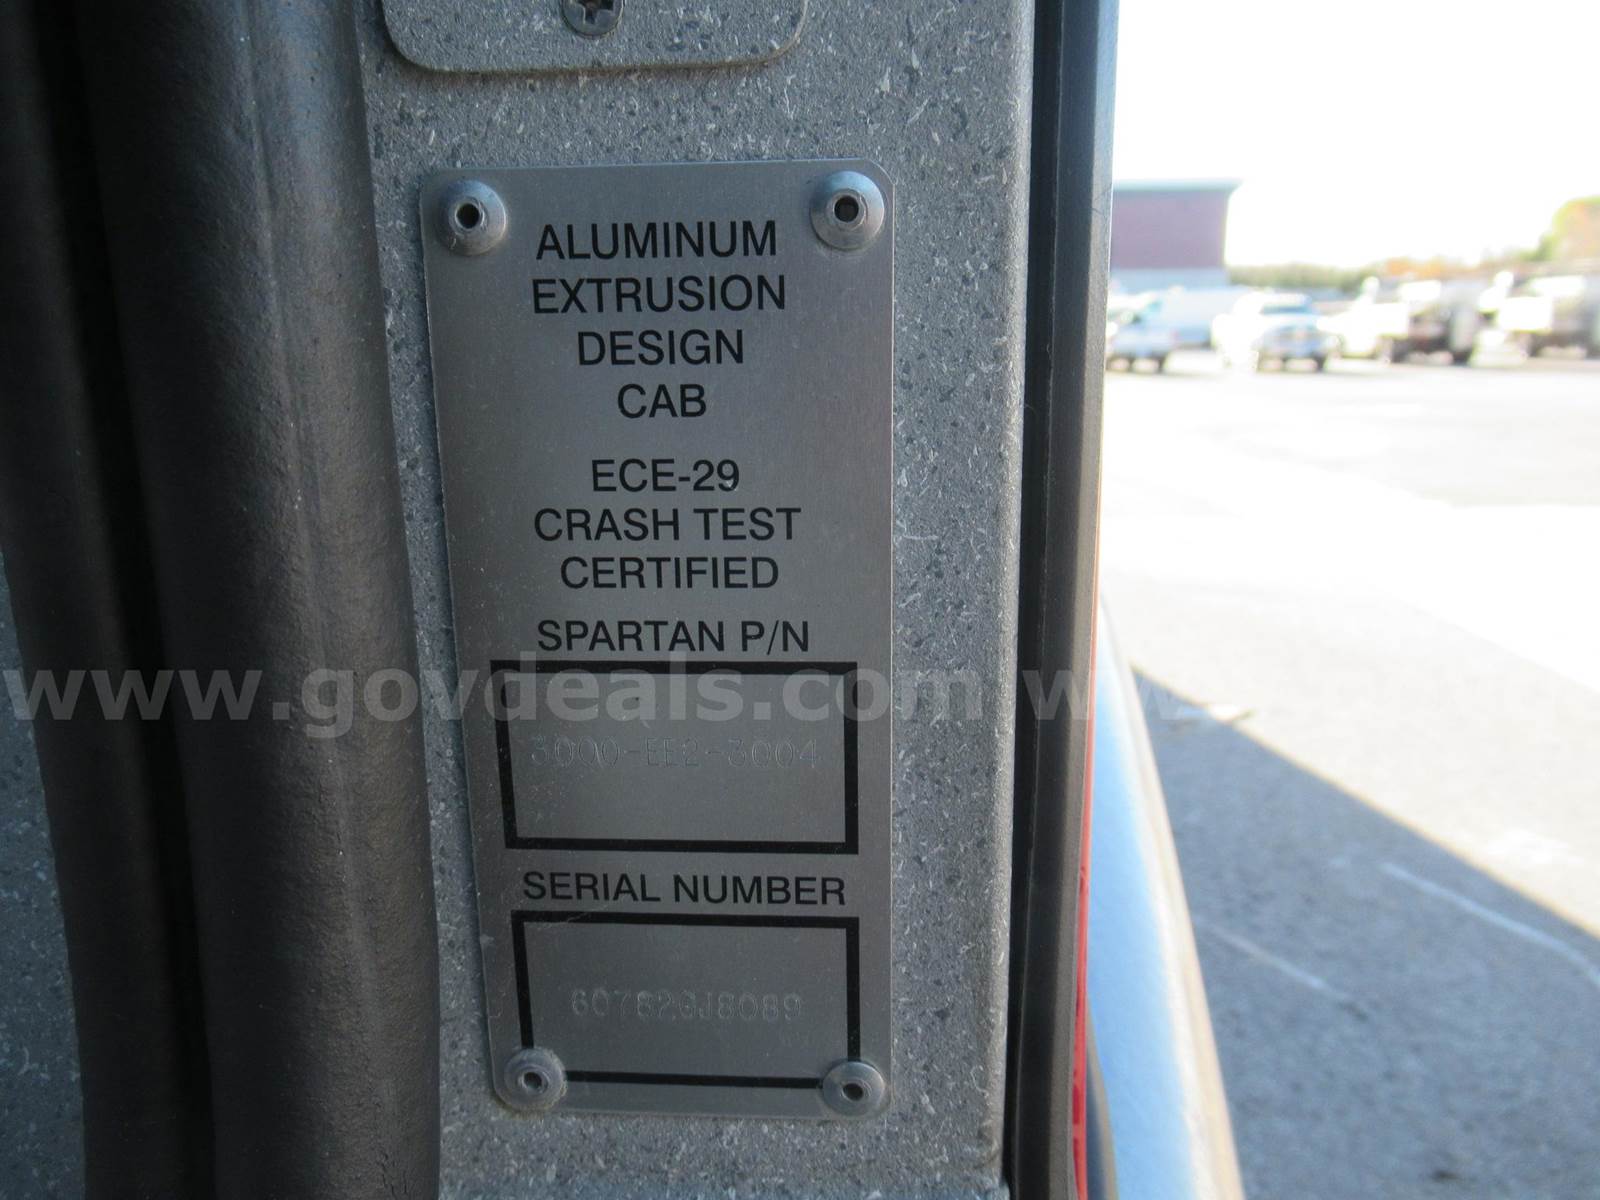 ALUMINUM
EXTRUSION
DESIGN
CAB
ECE-29
CRASH TEST
CERTIFIED
SPARTAN P/N
www.govdeals.com
3000-EE2-3004
SERIAL NUMBER